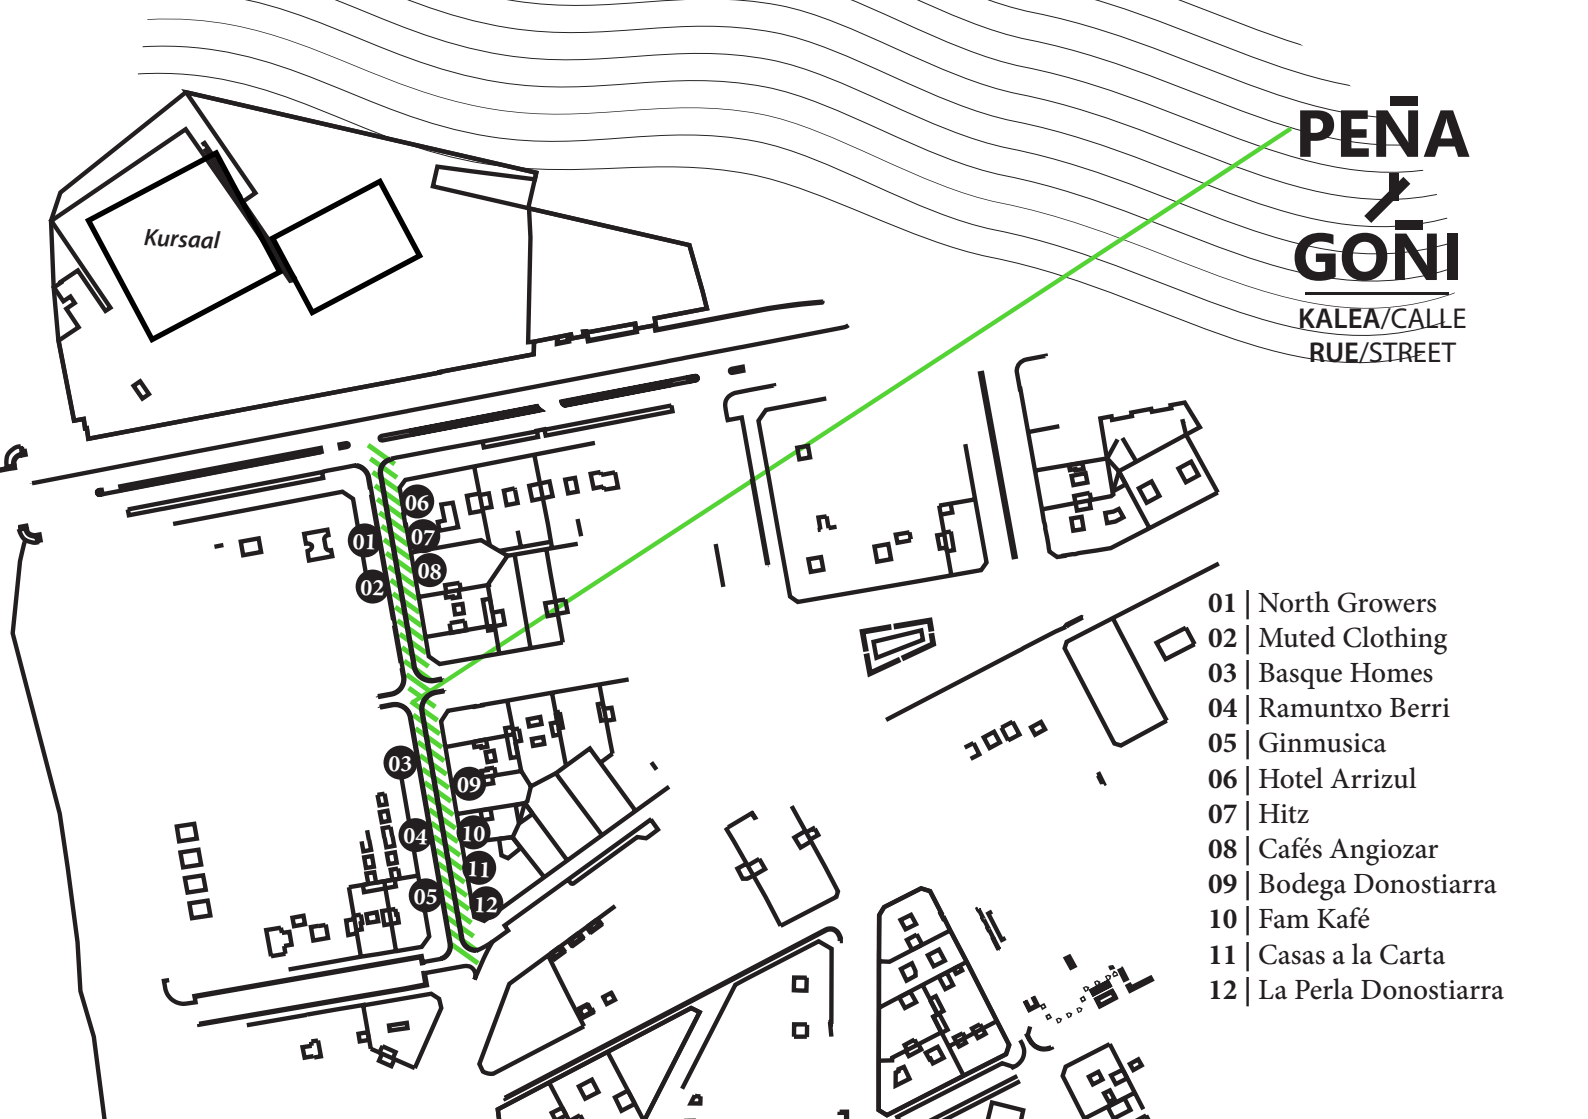 PEÑA
Y
GOÑI
KALEA/CALLE
RUE/STREET
Kursaal
06
07
01
08
02
03
09
04
10
11
05
12
01 | North Growers
02 | Muted Clothing
03 | Basque Homes
04 | Ramuntxo Berri
05 | Ginmusica
06 | Hotel Arrizul
07 | Hitz
08 | Cafés Angiozar
09 | Bodega Donostiarra
10 | Fam Kafé
11 | Casas a la Carta
12 | La Perla Donostiarra